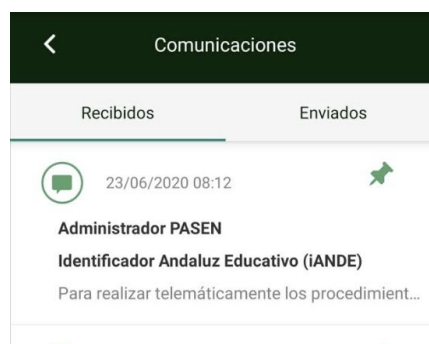 Comunicaciones
Recibidos
Enviados
23/06/2020 08:12
Administrador PASEN
Identificador Andaluz Educativo (iANDE)
Para realizar telemáticamente los procedimient...